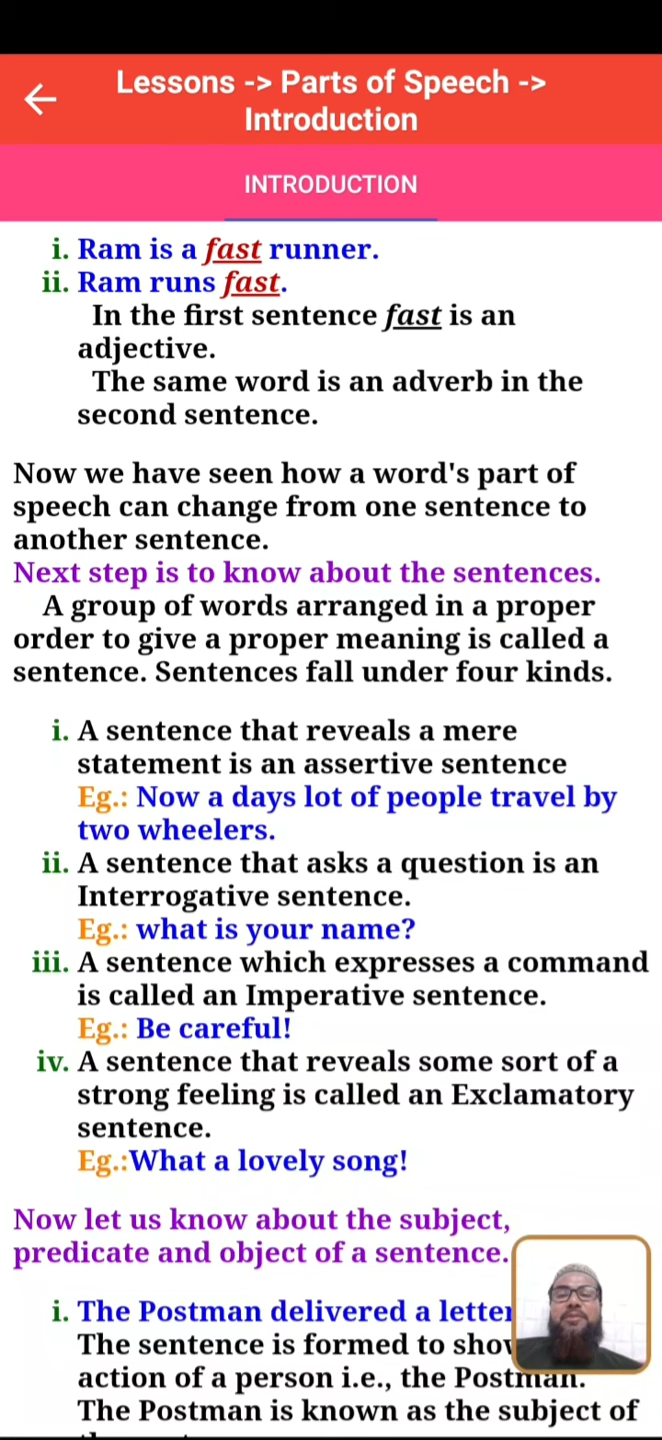 Lessons -> Parts of Speech ->
Introduction
INTRODUCTION
i. Ram is a fast runner.
ii. Ram runs fast.
In the first sentence fast is an
adjective.
The same word is an adverb in the
second sentence.
Now we have seen how a word's part of
speech can change from one sentence to
another sentence.
Next step is to know about the sentences.
A group of words arranged in a proper
order to give a proper meaning is called a
sentence. Sentences fall under four kinds.
i. A sentence that reveals a mere
statement is an assertive sentence
Eg.: Now a days lot of people travel by
two wheelers.
ii. A sentence that asks a question is an
Interrogative sentence.
Eg.: what is your name?
iii. A sentence which expresses a command
is called an Imperative sentence.
Eg.: Be careful!
iv. A sentence that reveals some sort of a
strong feeling is called an Exclamatory
sentence.
Eg.:What a lovely song!
Now let us know about the subject,
predicate and object of a sentence.
i. The Postman delivered a letter
The sentence is formed to
action of a person i.e., the Postman.
The Postman is known as the subject of